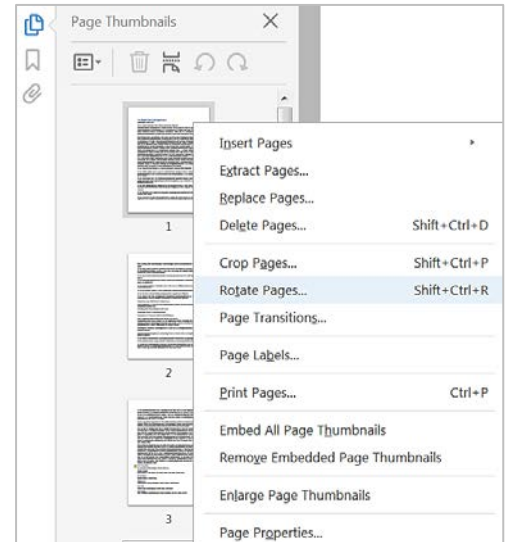 Page Thumbnails
1
2
3
Insert Pages
Extract Pages...
Replace Pages...
Delete Pages... Shift+Ctrl+D
Crop Pages... Shift+Ctrl+P
Rotate Pages... Shift+Ctrl+R
Page Transitions...
Page Labels...
Print Pages... Ctrl+P
Embed All Page Thumbnails
Remove Embedded Page Thumbnails
Enlarge Page Thumbnails
Page Properties...